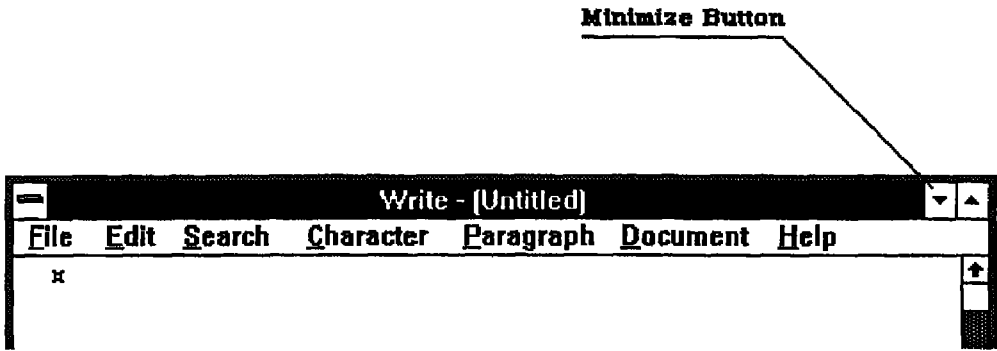 Minimize Button
Write - (Untitled)
File Edit Search Character Paragraph Document Help
¤